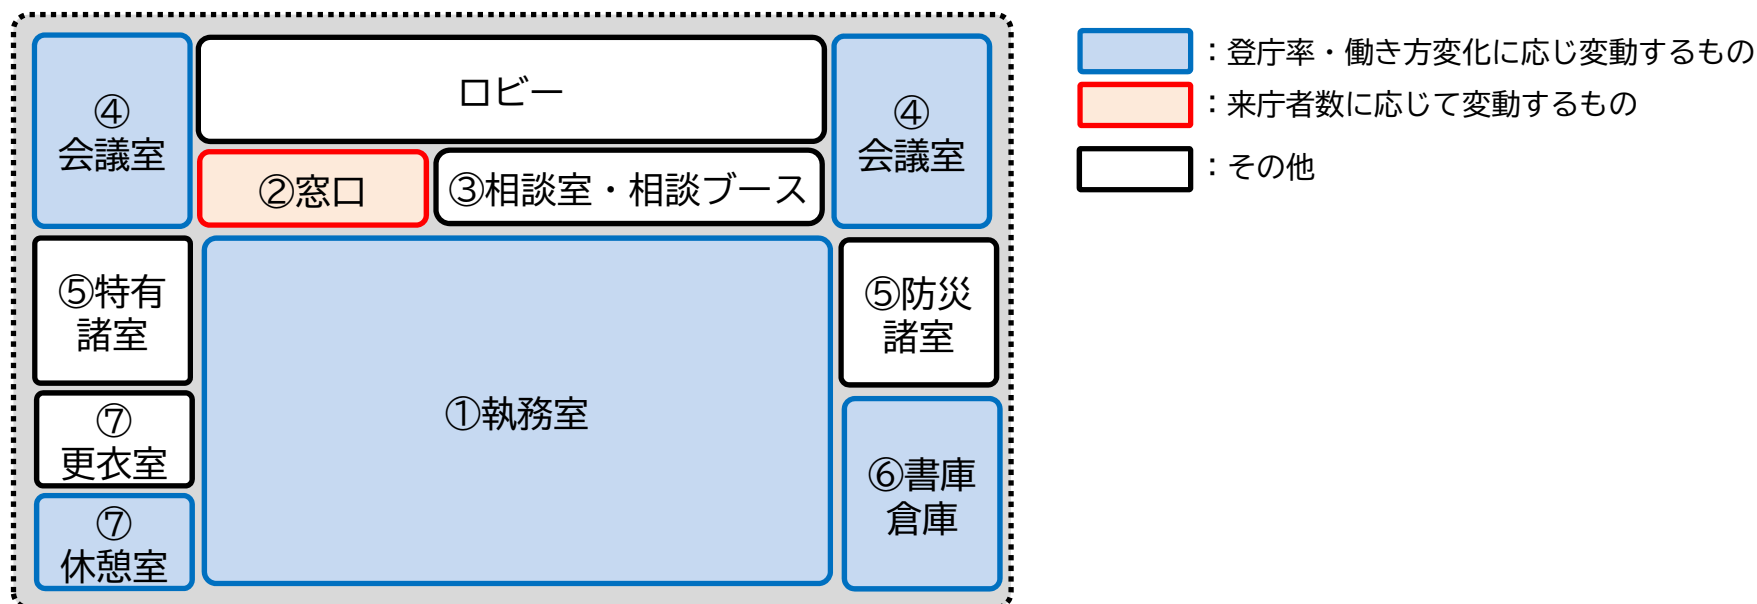 ④
会議室
ロビー
④
会議室
②窓口
③相談室・相談ブース
⑤特有
諸室
①執務室
⑤防災
諸室
⑦
更衣室
⑥書庫
倉庫
⑦
休憩室
：登庁率・働き方変化に応じ変動するもの
：来庁者数に応じて変動するもの
：その他